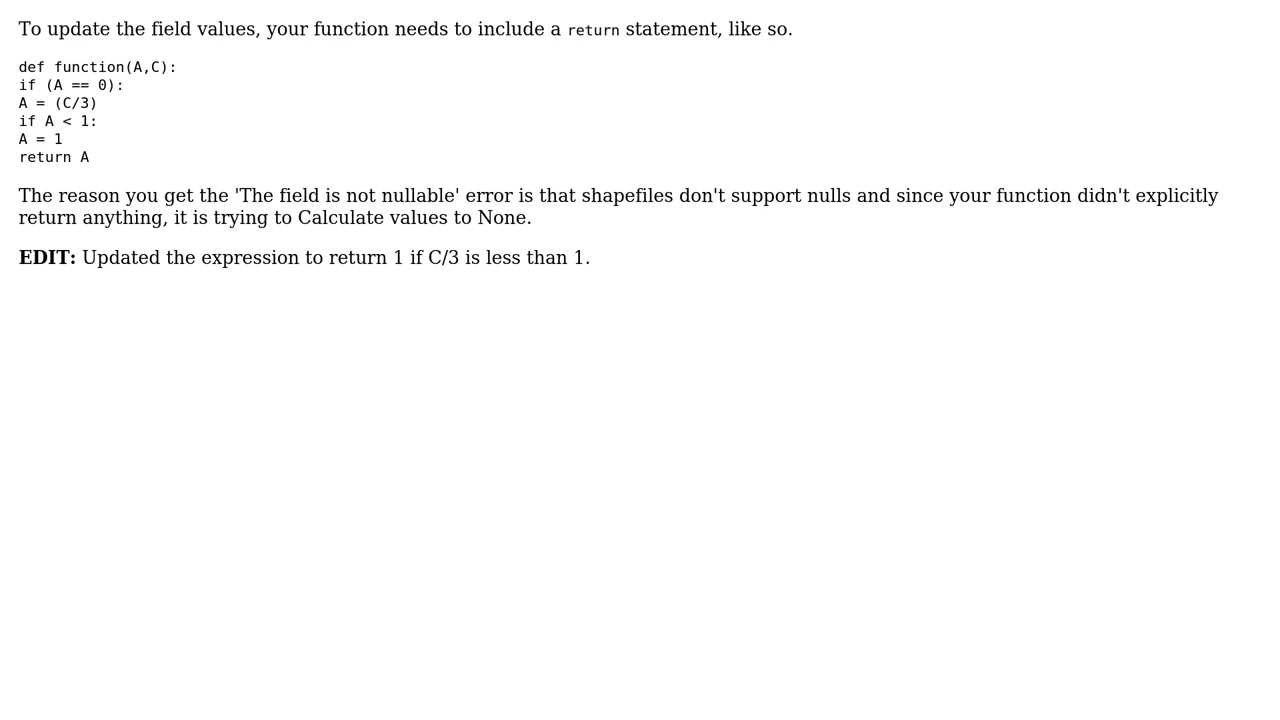 To update the field values, your function needs to include a return statement, like so.
def function(A,C):
if (A == 0):
A = (C/3)
if A < 1:
A = 1
return A
The reason you get the 'The field is not nullable' error is that shapefiles don't support nulls and since your function didn't explicitly
return anything, it is trying to Calculate values to None.
EDIT: Updated the expression to return 1 if C/3 is less than 1.